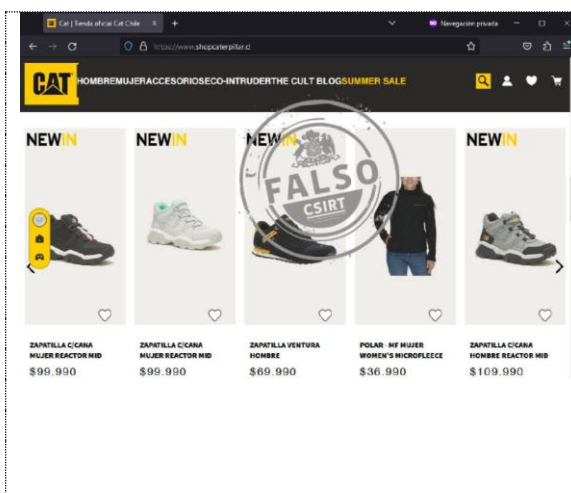 Cat | Tienda oficial Cat Chile
Navegación privada
https://www.shopcaterpilar.cl
CAT
HOMBREMUJERACCESORIOSECO-INTRUDERTHE CULT BLOGSUMMER SALE
NEWIN NEWIN NEWIN NEWIN
FALSO
CSIRT
ZAPATILLA C/CANA MUJER REACTOR MID
$99.990
ZAPATILLA C/CANA MUJER REACTOR MID
$99.990
ZAPATILLA VENTURA HOMBRE
$69.990
POLAR - MF MUJER WOMEN'S MICROFLEECE
$36.990
ZAPATILLA C/CANA HOMBRE REACTOR MID
$109.990